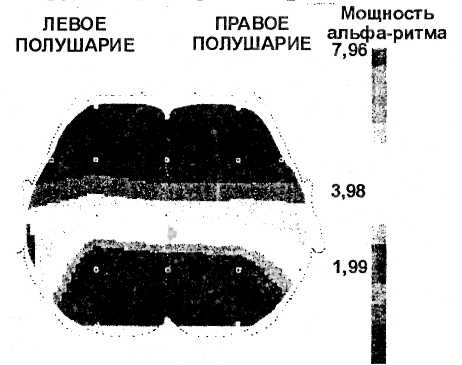 ЛЕВОЕ
ПОЛУШАРИЕ
ПРАВОЕ
ПОЛУШАРИЕ
Мощность
альфа-ритма
7,96
3,98
1,99